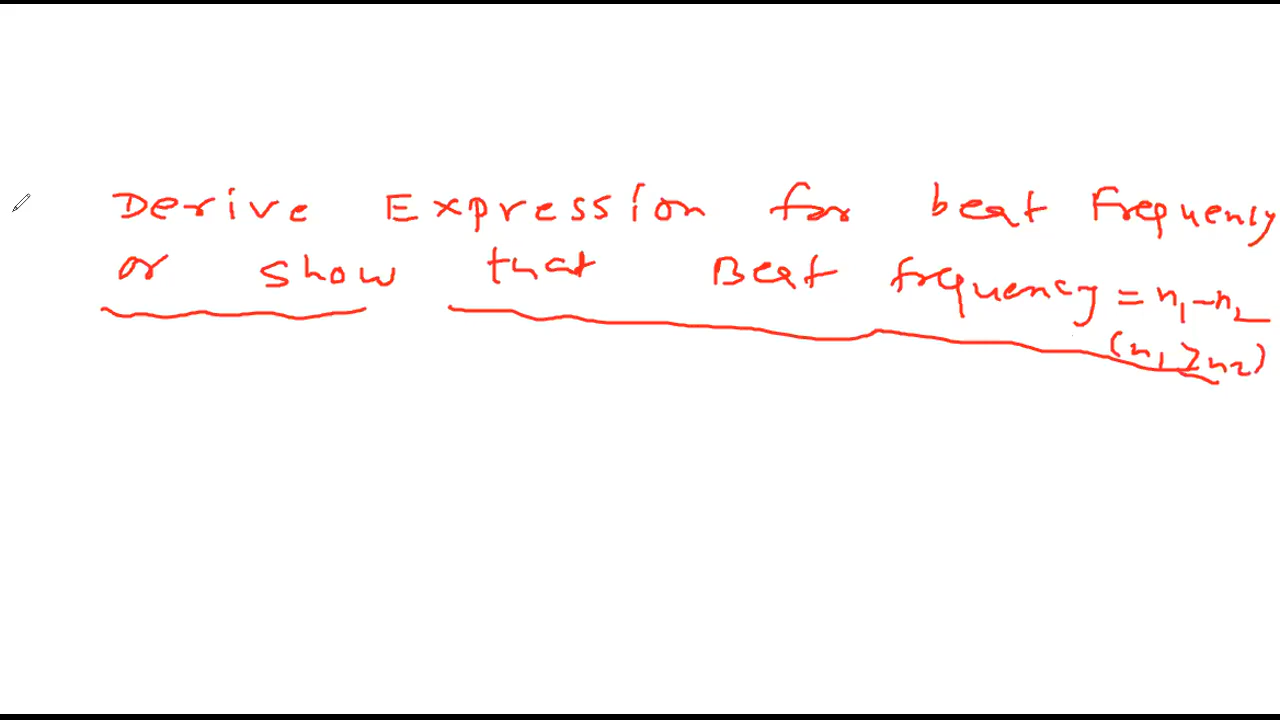 Derive Expression for beat Frequency
or show that Beat frequency = n₁-n₂
(n₁>n₂)